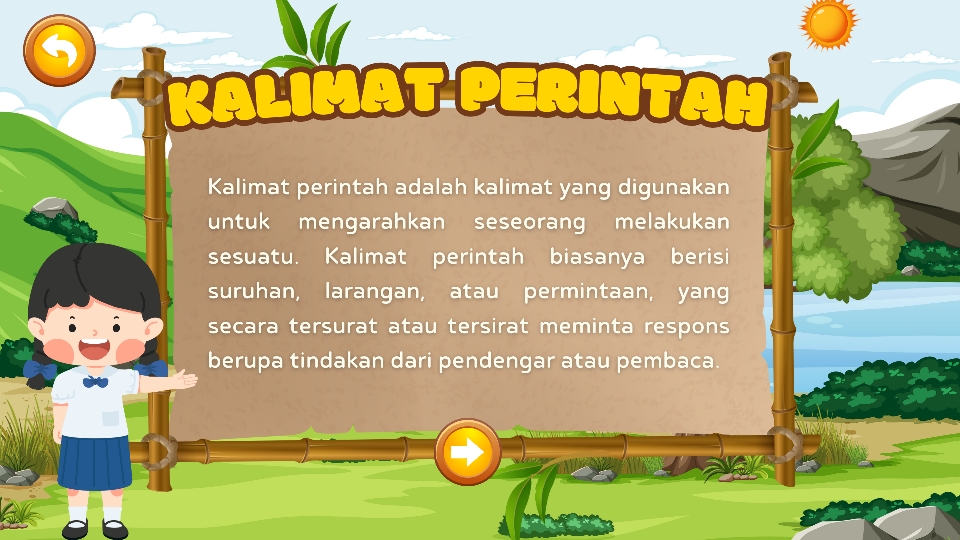 KALIMAT PERINTAH
Kalimat perintah adalah kalimat yang digunakan
untuk mengarahkan seseorang melakukan
sesuatu. Kalimat perintah biasanya berisi
suruhan, larangan, atau permintaan, yang
secara tersurat atau tersirat meminta respons
berupa tindakan dari pendengar atau pembaca.